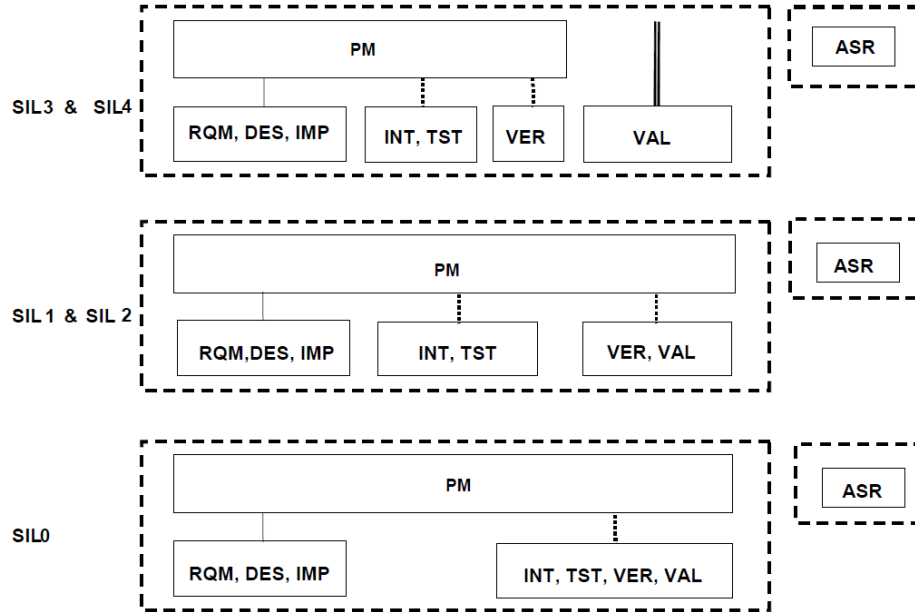 PM
ASR
SIL3 & SIL4
RQM, DES, IMP
INT, TST
VER
VAL
PM
ASR
SIL1 & SIL 2
RQM,DES, IMP
INT, TST
VER, VAL
PM
ASR
SIL0
RQM, DES, IMP
INT, TST, VER, VAL